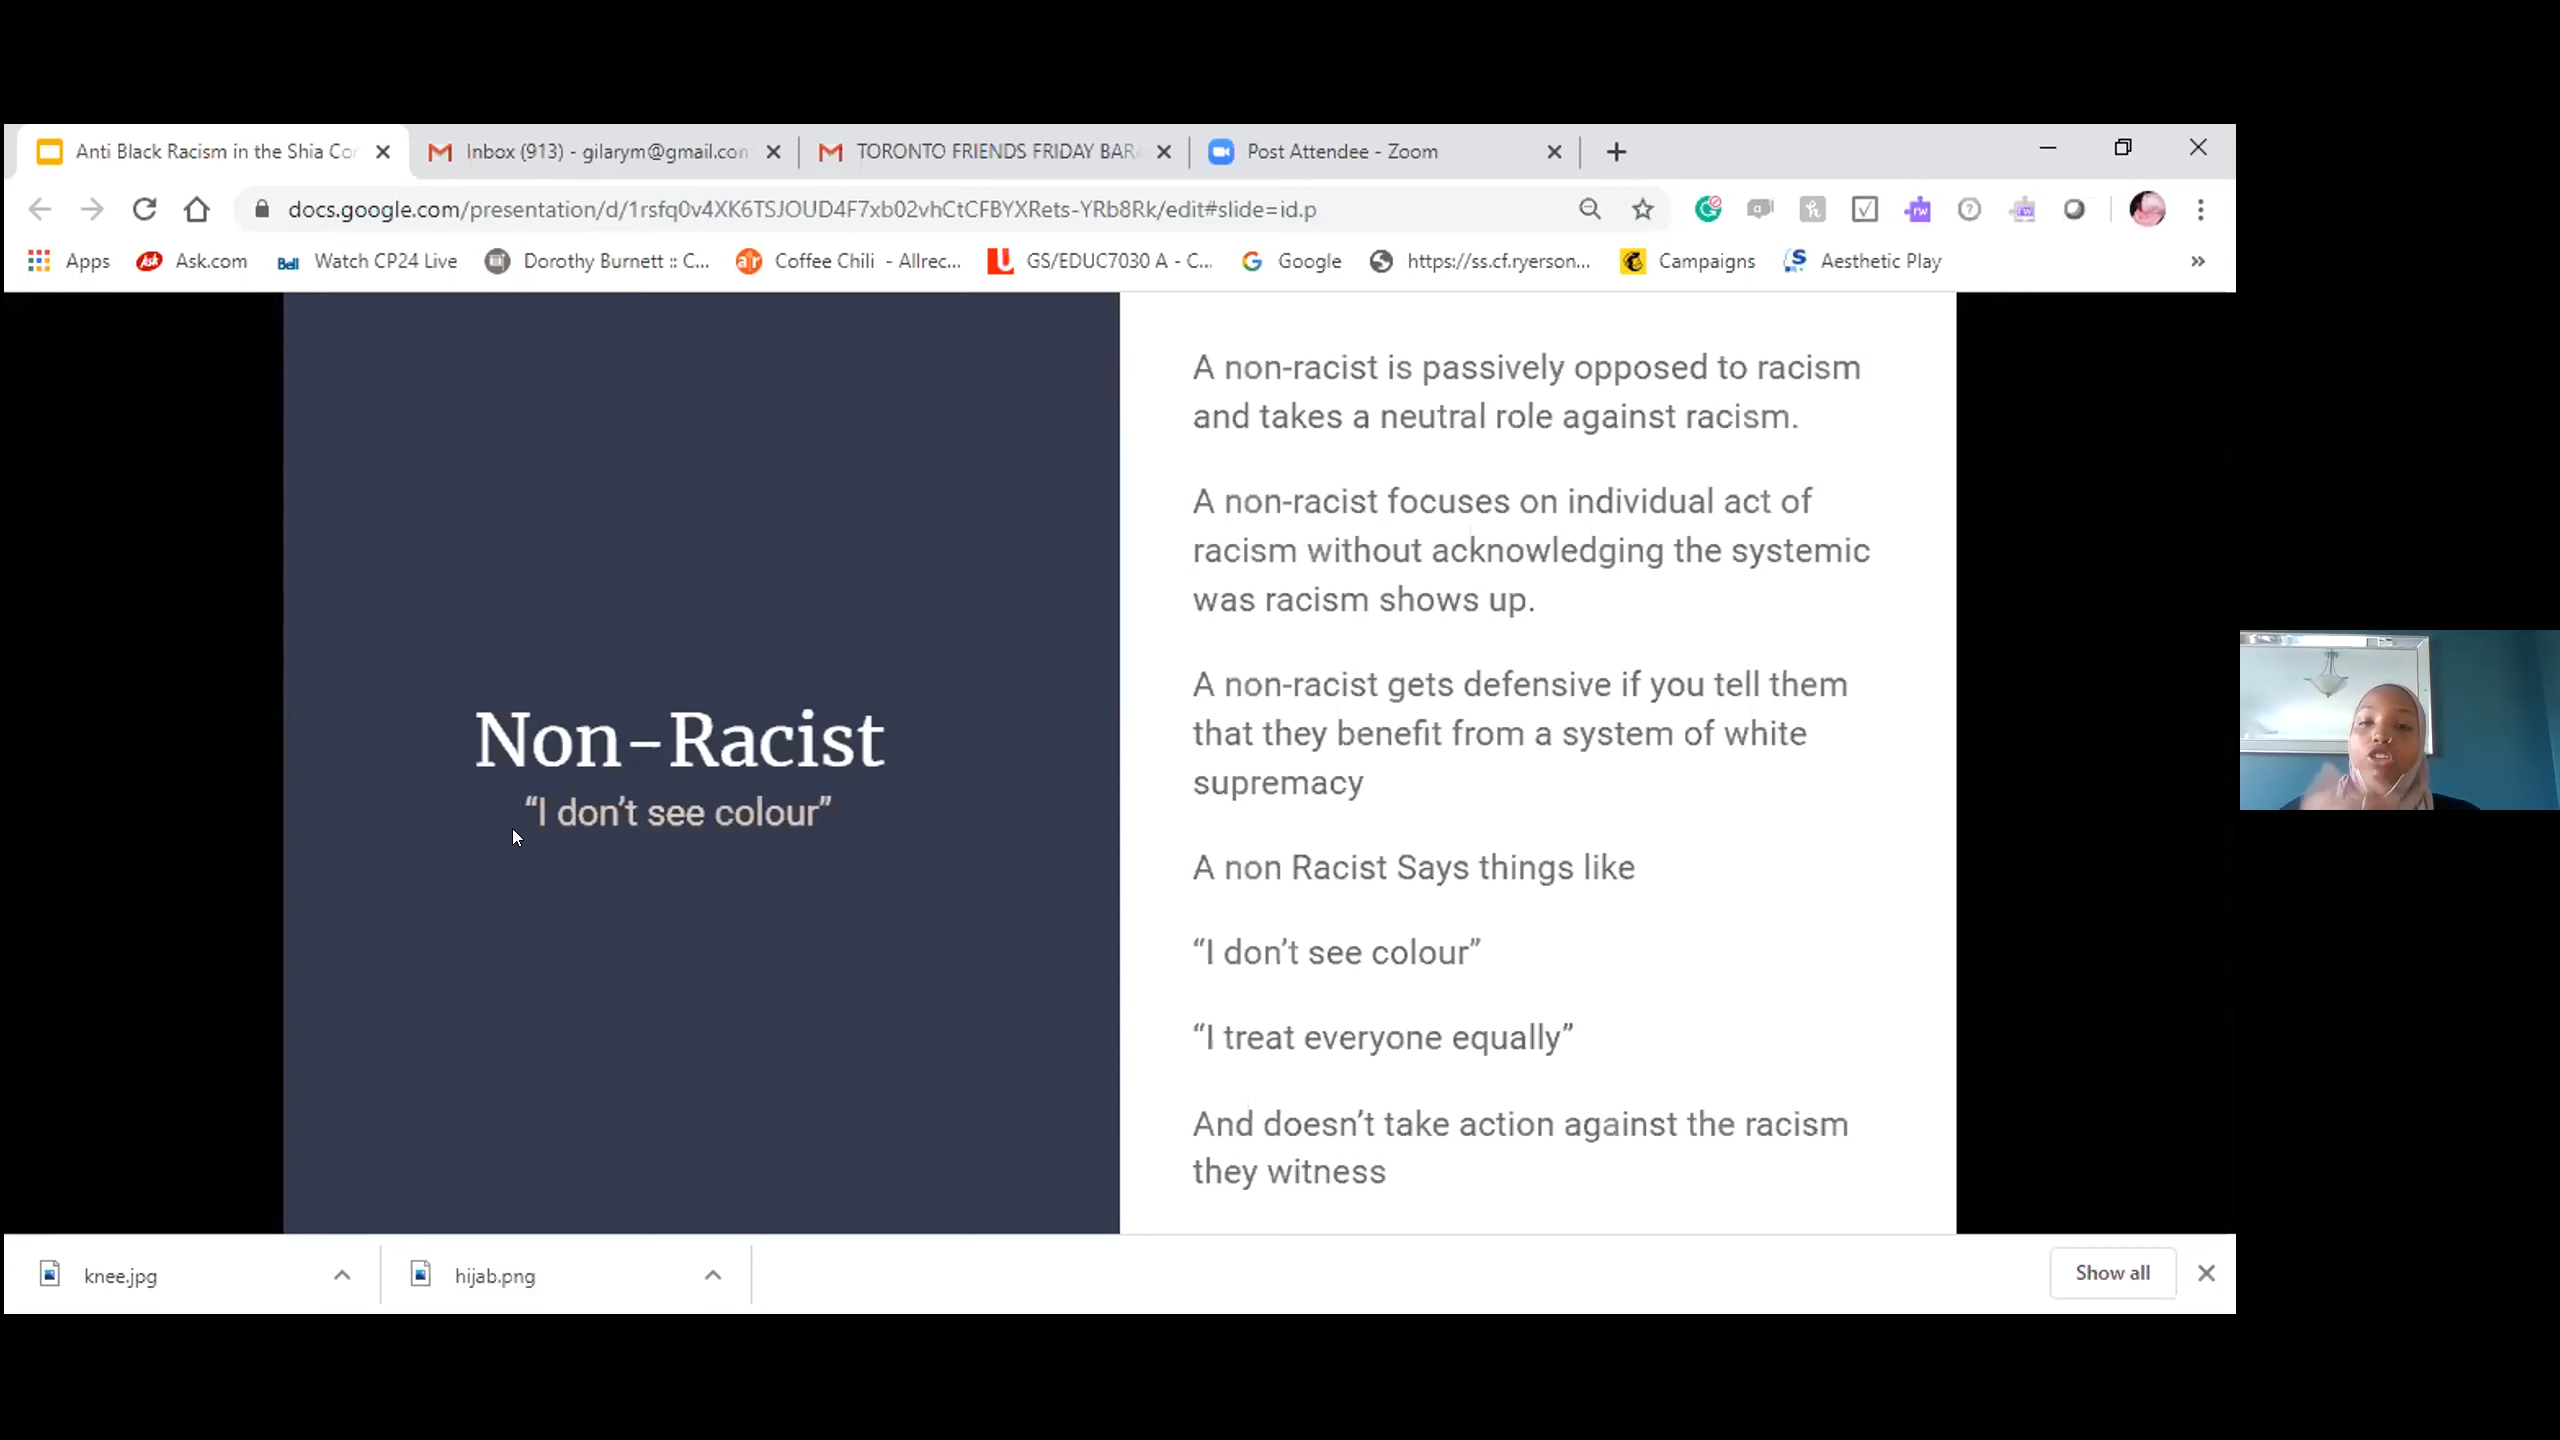 Anti Black Racism in the Shia Cor
Inbox (913) - gilarym@gmail.con
TORONTO FRIENDS FRIDAY BAR
Post Attendee - Zoom
docs.google.com/presentation/d/1rsfq0v4XK6TSJOUD4F7xb02vhCtCFBYXRets-YRb8Rk/edit#slide=id.p
Apps
Ask.com
Bell Watch CP24 Live
Dorothy Burnett :: C...
Coffee Chili - Allrec...
GS/EDUC7030 A - C...
Google
https://ss.cf.ryerson...
Campaigns
Aesthetic Play
Non-Racist
“I don’t see colour”
A non-racist is passively opposed to racism
and takes a neutral role against racism.
A non-racist focuses on individual act of
racism without acknowledging the systemic
was racism shows up.
A non-racist gets defensive if you tell them
that they benefit from a system of white
supremacy
A non Racist Says things like
“I don’t see colour”
“I treat everyone equally”
And doesn’t take action against the racism
they witness
knee.jpg
hijab.png
Show all